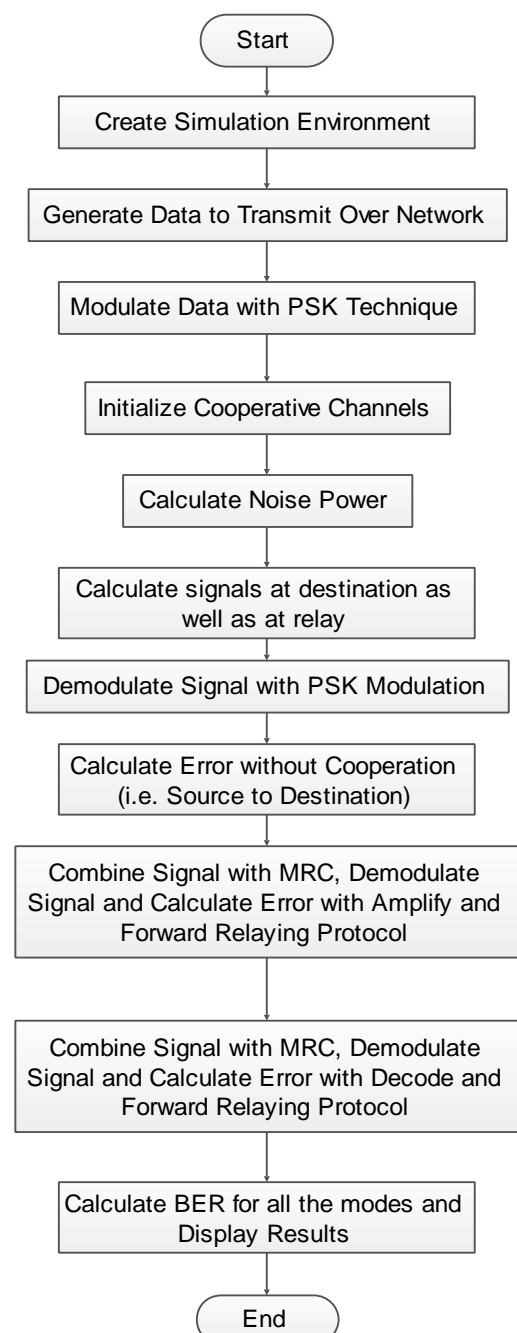 Start
Create Simulation Environment
Generate Data to Transmit Over Network
Modulate Data with PSK Technique
Initialize Cooperative Channels
Calculate Noise Power
Calculate signals at destination as
well as at relay
Demodulate Signal with PSK Modulation
Calculate Error without Cooperation
(i.e. Source to Destination)
Combine Signal with MRC, Demodulate
Signal and Calculate Error with Amplify and
Forward Relaying Protocol
Combine Signal with MRC, Demodulate
Signal and Calculate Error with Decode and
Forward Relaying Protocol
Calculate BER for all the modes and
Display Results
End